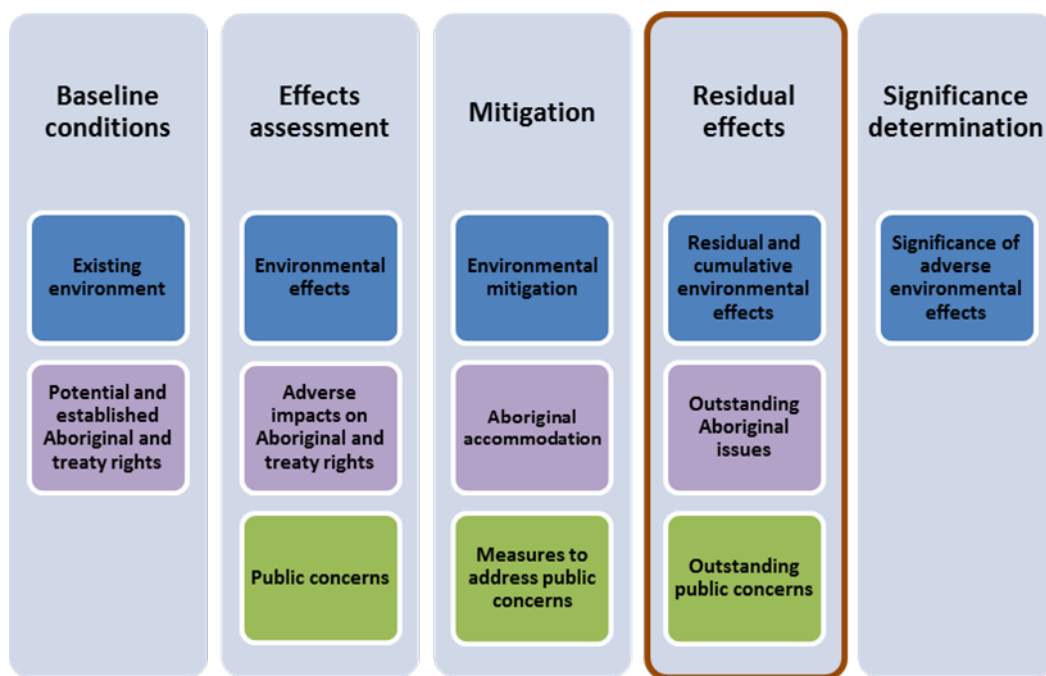 Baseline
conditions
Existing
environment
Potential and
established
Aboriginal and
treaty rights
Effects
assessment
Environmental
effects
Adverse
impacts on
Aboriginal and
treaty rights
Public concerns
Mitigation
Environmental
mitigation
Aboriginal
accommodation
Measures to
address public
concerns
Residual
effects
Residual and
cumulative
environmental
effects
Outstanding
Aboriginal
issues
Outstanding
public concerns
Significance
determination
Significance of
adverse
environmental
effects